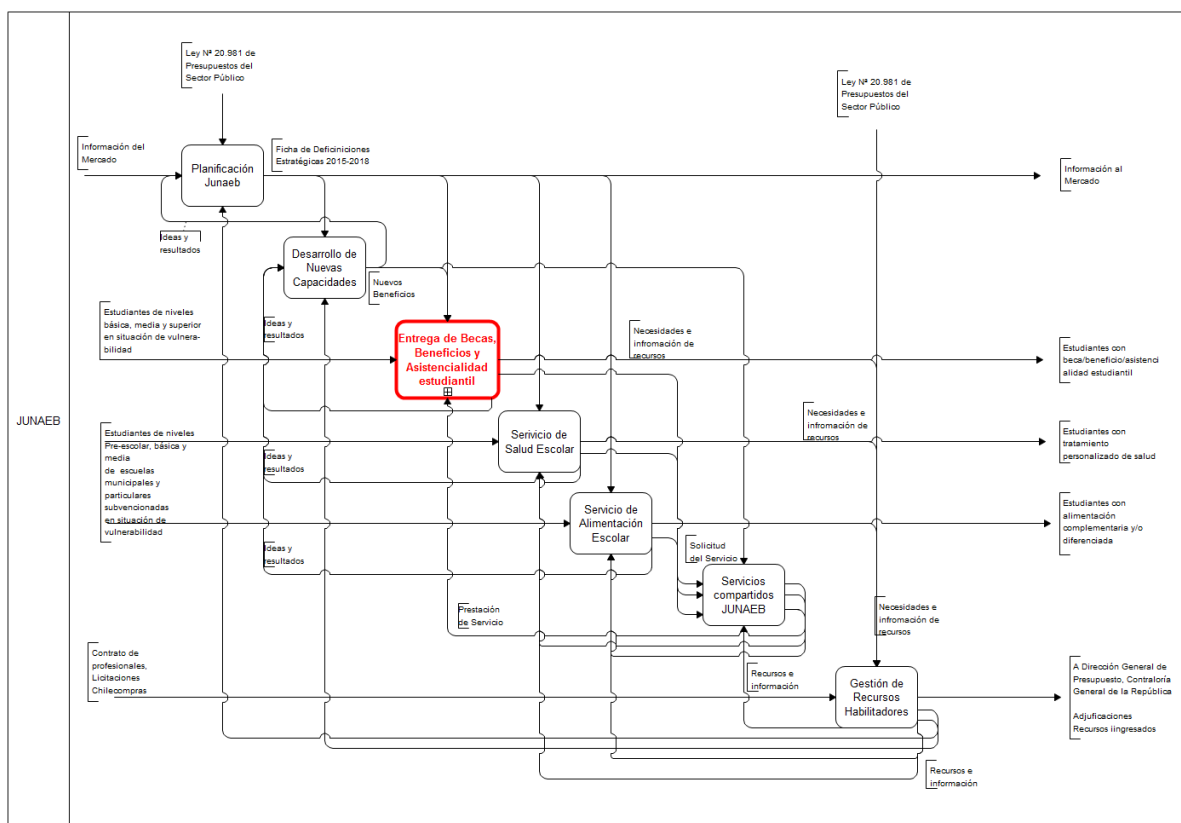 JUNAEB
Ley Nª 20.981 de
Presupuestos del
Sector Público
Ley Nª 20.981 de
Presupuestos del
Sector Público
Información del
Mercado
Planificación
Junaeb
Ficha de Deficiniciones
Estratégicas 2015-2018
Información al
Mercado
Ideas y
resultados
Desarrollo de
Nuevas
Capacidades
Nuevos
Beneficios
Estudiantes de niveles
básica, media y superior
en situación de vulnera-
bilidad
Ideas y
resultados
Entrega de Becas,
Beneficios y
Asistencialidad
estudiantil
Necesidades e
infromación de
recursos
Estudiantes con
beca/beneficio/asistenci
alidad estudiantil
Estudiantes de niveles
Pre-escolar, básica y
media
de escuelas
municipales y
particulares
subvencionadas
en situación de
vulnerabilidad
Ideas y
resultados
Serivicio de
Salud Escolar
Necesidades e
infromación de
recursos
Estudiantes con
tratamiento
personalizado de salud
Ideas y
resultados
Servicio de
Alimentación
Escolar
Estudiantes con
alimentación
complementaria y/o
diferenciada
Solicitud
del Servicio
Servicios
compartidos
JUNAEB
Prestación
de Servicio
Necesidades e
infromación de
recursos
Contrato de
profesionales,
Licitaciones
Chilecompras
Recursos e
información
Gestión de
Recursos
Habilitadores
A Dirección General de
Presupuesto, Contraloría
General de la República
Adjuficaciones
Recursos iingresados
Recursos e
información